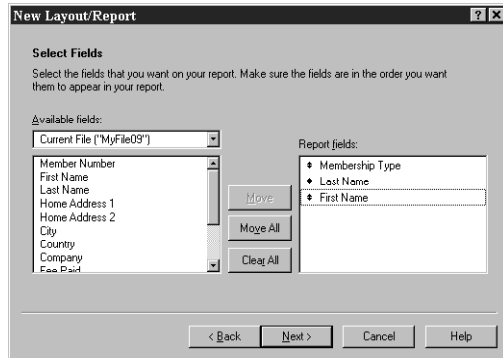 New Layout/Report
Select Fields
Select the fields that you want on your report. Make sure the fields are in the order you want
them to appear in your report.
Available fields:
Current File ("MyFile09")
Member Number
First Name
Last Name
Home Address 1
Home Address 2
City
Country
Company
Fee Paid
Move
Move All
Clear All
Report fields:
Membership Type
Last Name
First Name
< Back
Next >
Cancel
Help